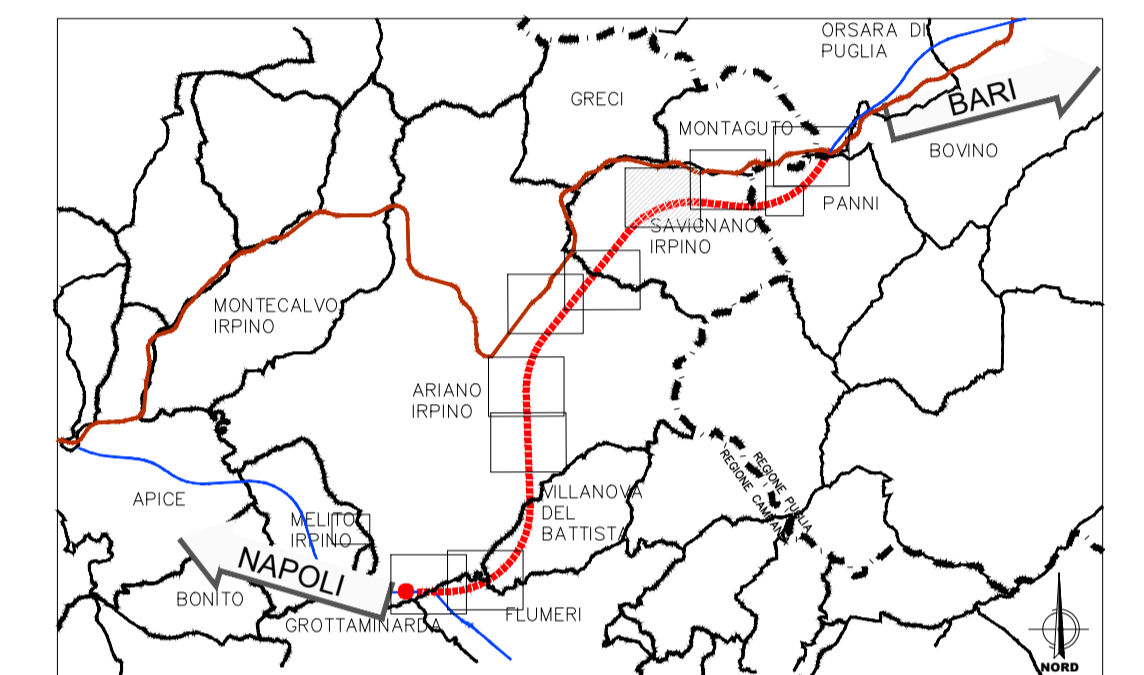 ORSARA DI
PUGLIA
BARI
GRECI
MONTAGUTO
BOVINO
PANNI
SAVIGNANO
IRPINO
MONTECALVO
IRPINO
ARIANO
IRPINO
REGIONE PUGLIA
REGIONE CAMPANIA
VILLANOVA
DEL
BATTISTA
APICE
MELITO
IRPINO
NAPOLI
BONITO
GROTTAMINARDA
FLUMERI
NORD